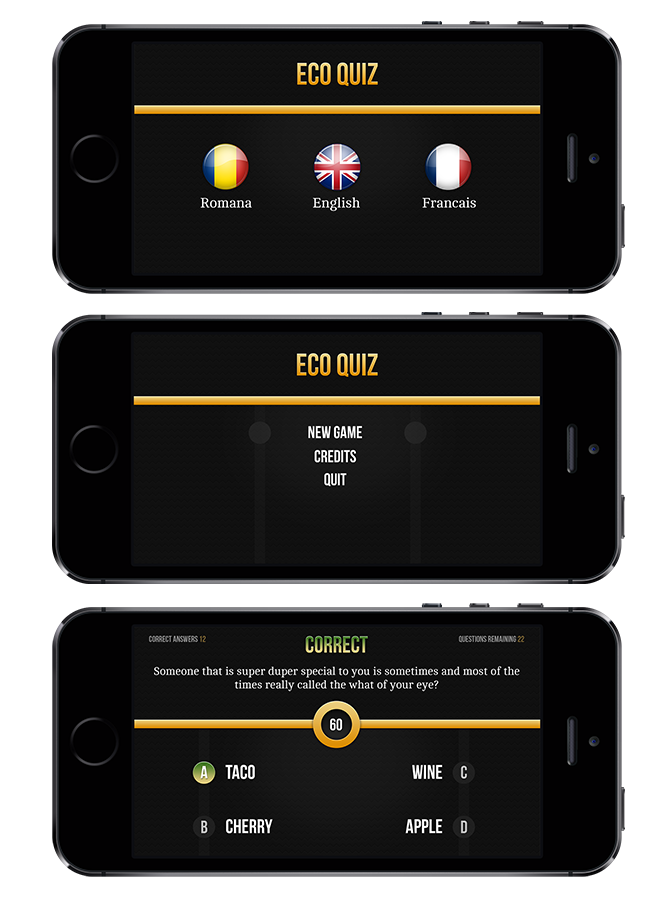 ECO QUIZ
Romana
English
Francais
ECO QUIZ
NEW GAME
CREDITS
QUIT
CORRECT ANSWERS 12
CORRECT
QUESTIONS REMAINING 22
Someone that is super duper special to you is sometimes and most of the
times really called the what of your eye?
60
A TACO
WINE C
B CHERRY
APPLE D